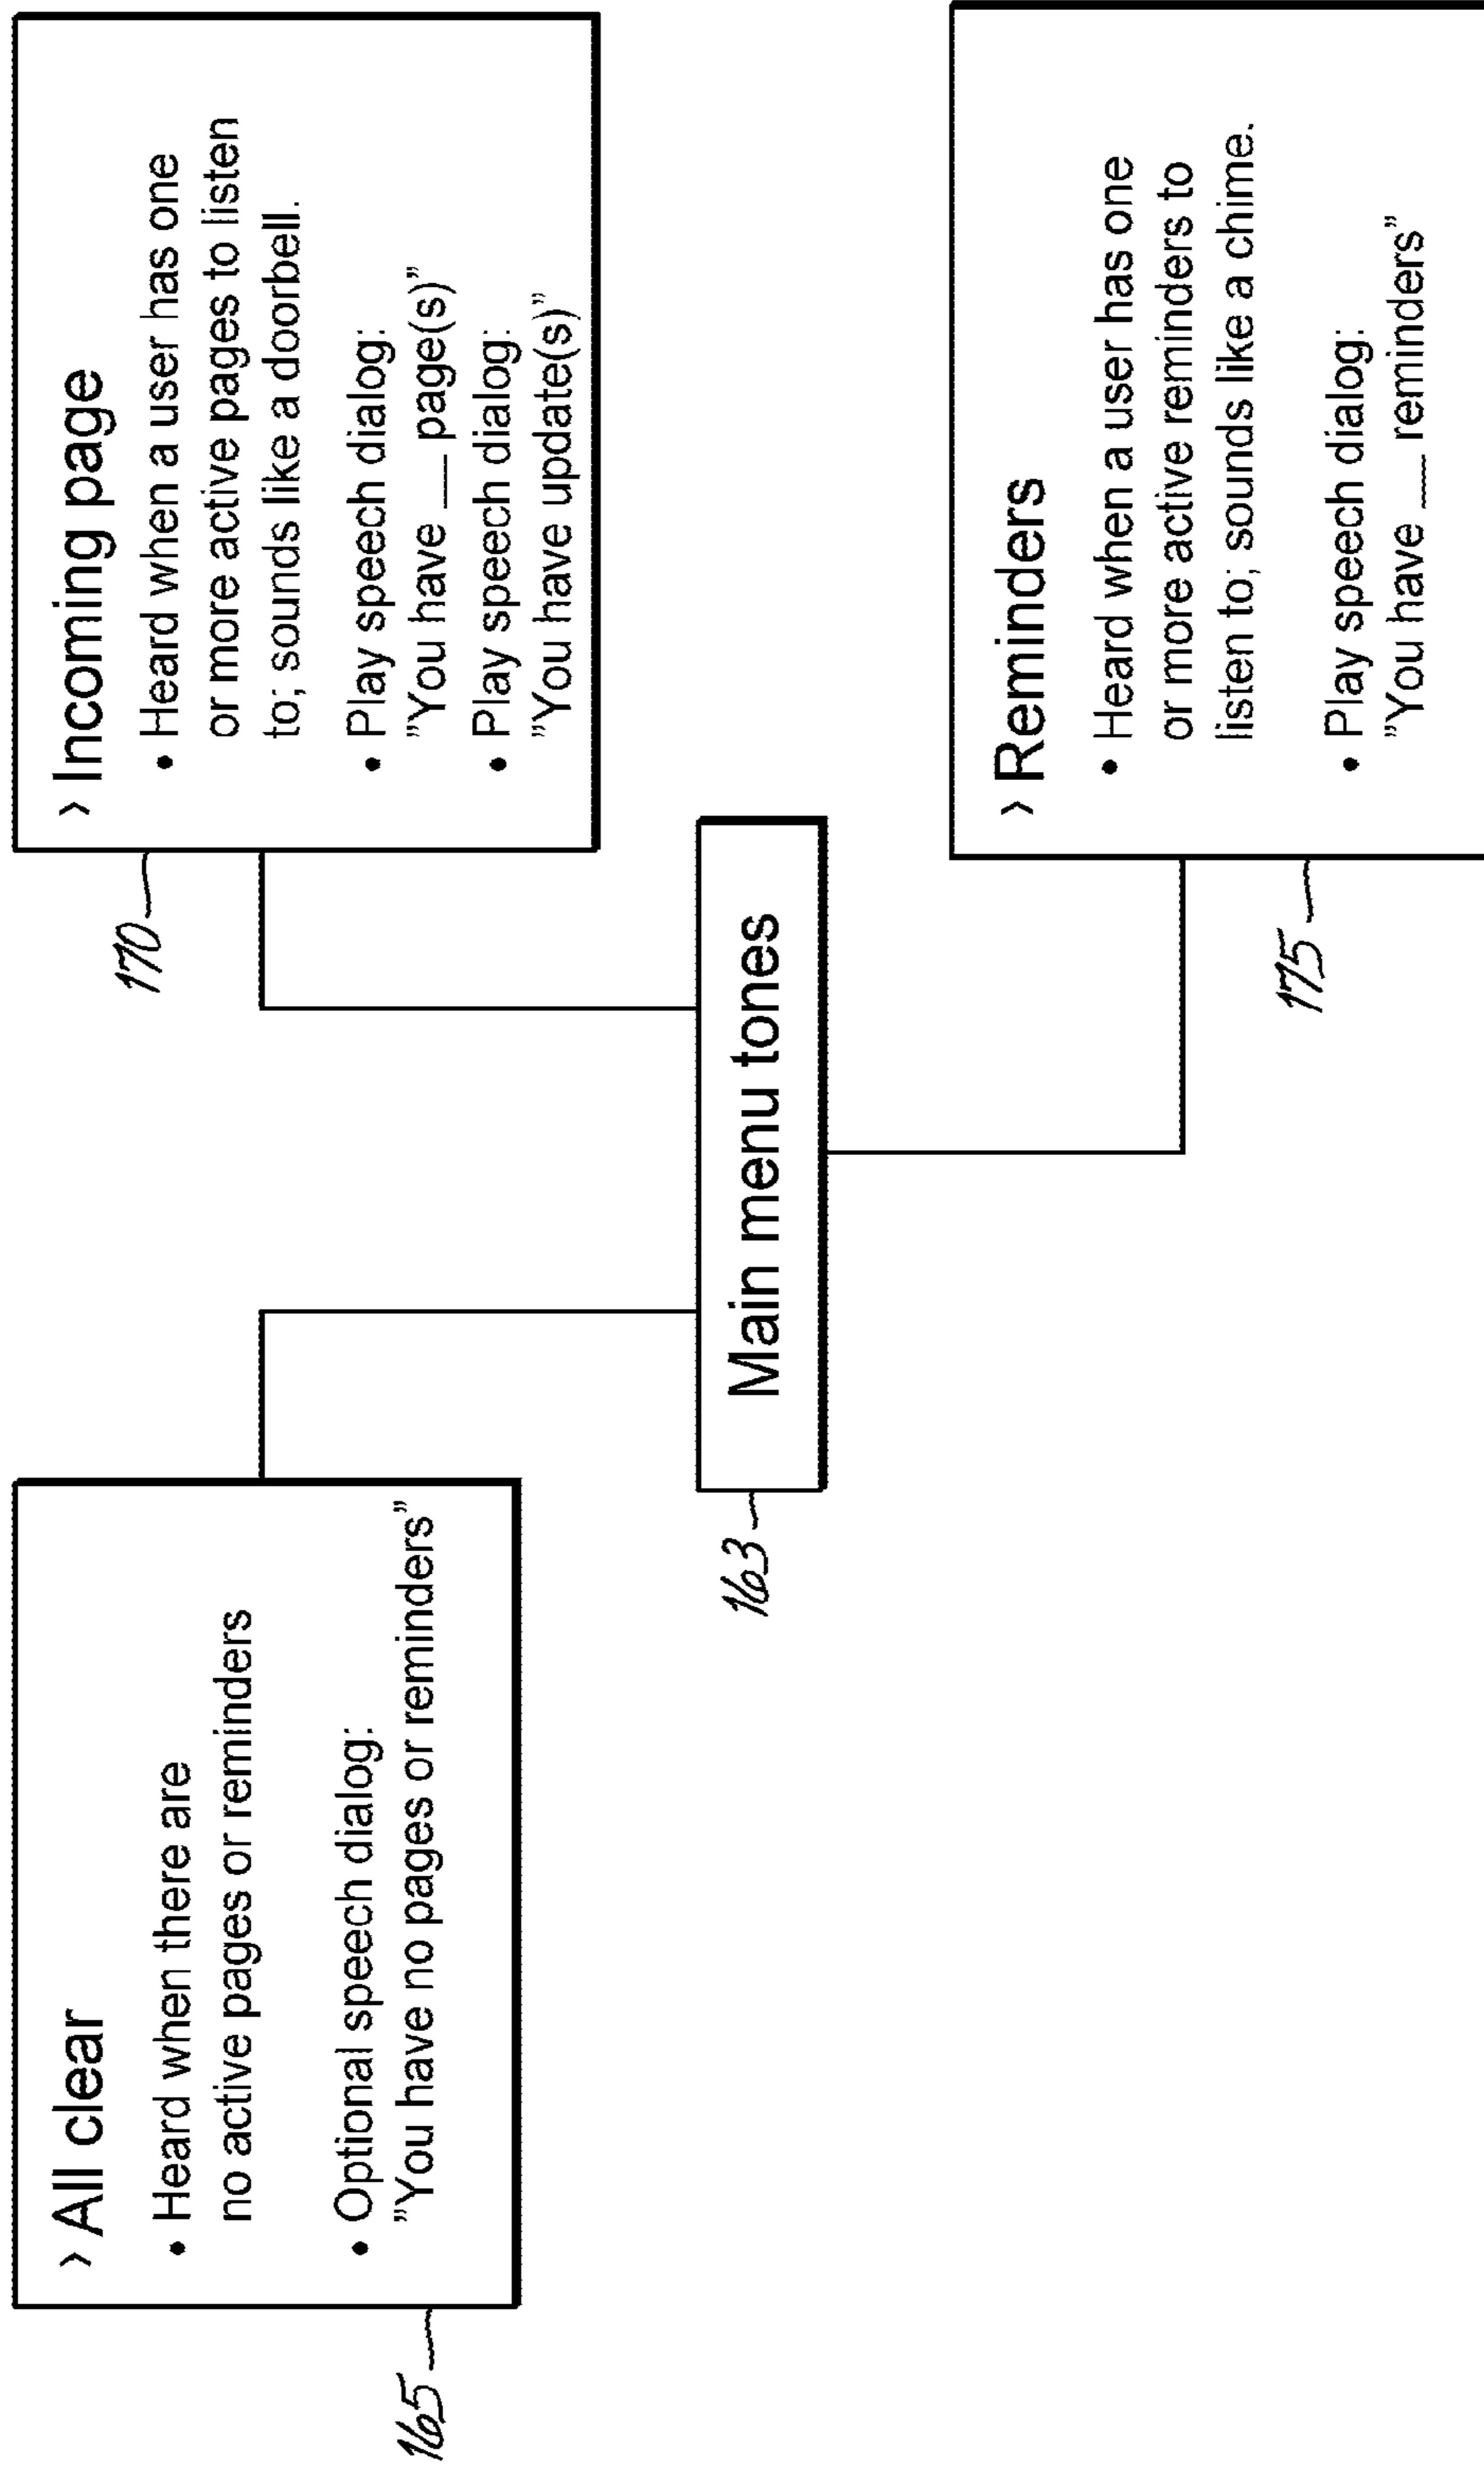 › All clear
• Heard when there are
no active pages or reminders
• Optional speech dialog:
”You have no pages or reminders”
165
› Incoming page
• Heard when a user has one
or more active pages to listen
to; sounds like a doorbell.
• Play speech dialog:
”You have __ page(s)”
• Play speech dialog:
”You have update(s)”
170
Main menu tones
163
› Reminders
• Heard when a user has one
or more active reminders to
listen to; sounds like a chime.
• Play speech dialog:
”You have __ reminders”
175